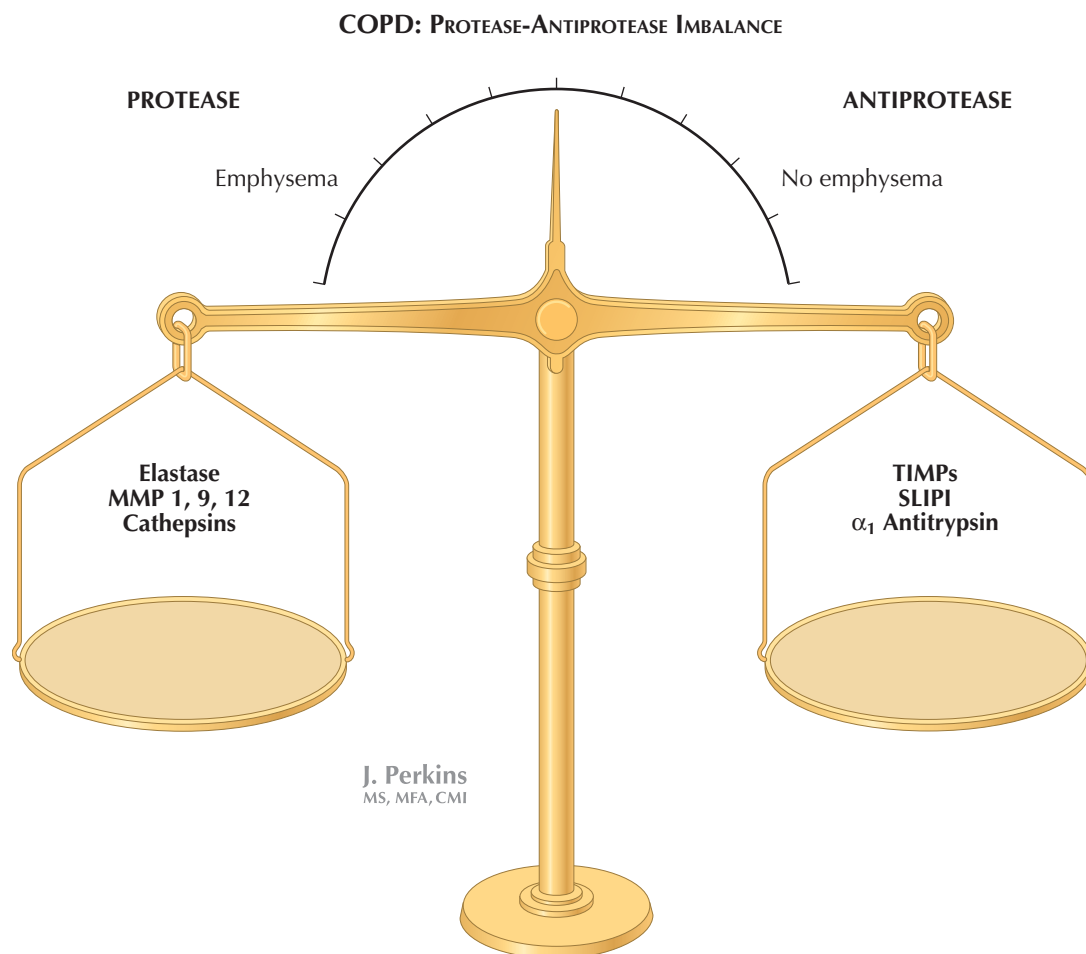 COPD: Protease-Antiprotease Imbalance
PROTEASE
ANTIPROTEASE
Emphysema
No emphysema
Elastase
MMP 1, 9, 12
Cathepsins
TIMPs
SLIPI
α₁ Antitrypsin
J. Perkins
MS, MFA, CMI